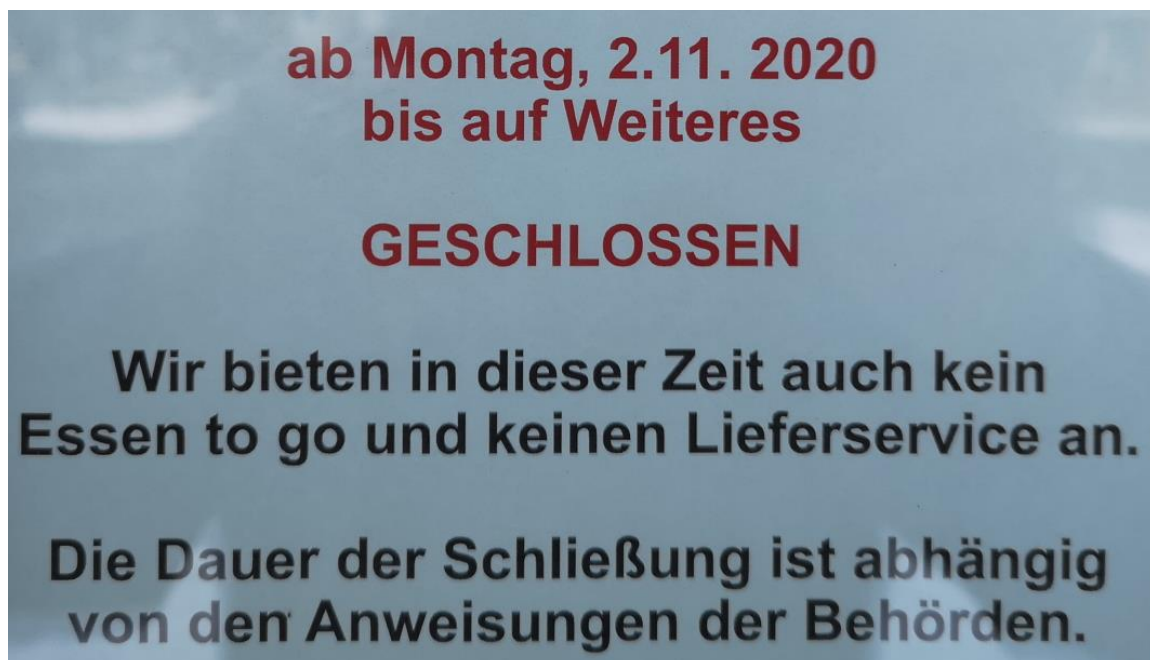 ab Montag, 2.11. 2020
bis auf Weiteres
GESCHLOSSEN
Wir bieten in dieser Zeit auch kein
Essen to go und keinen Lieferservice an.
Die Dauer der Schließung ist abhängig
von den Anweisungen der Behörden.